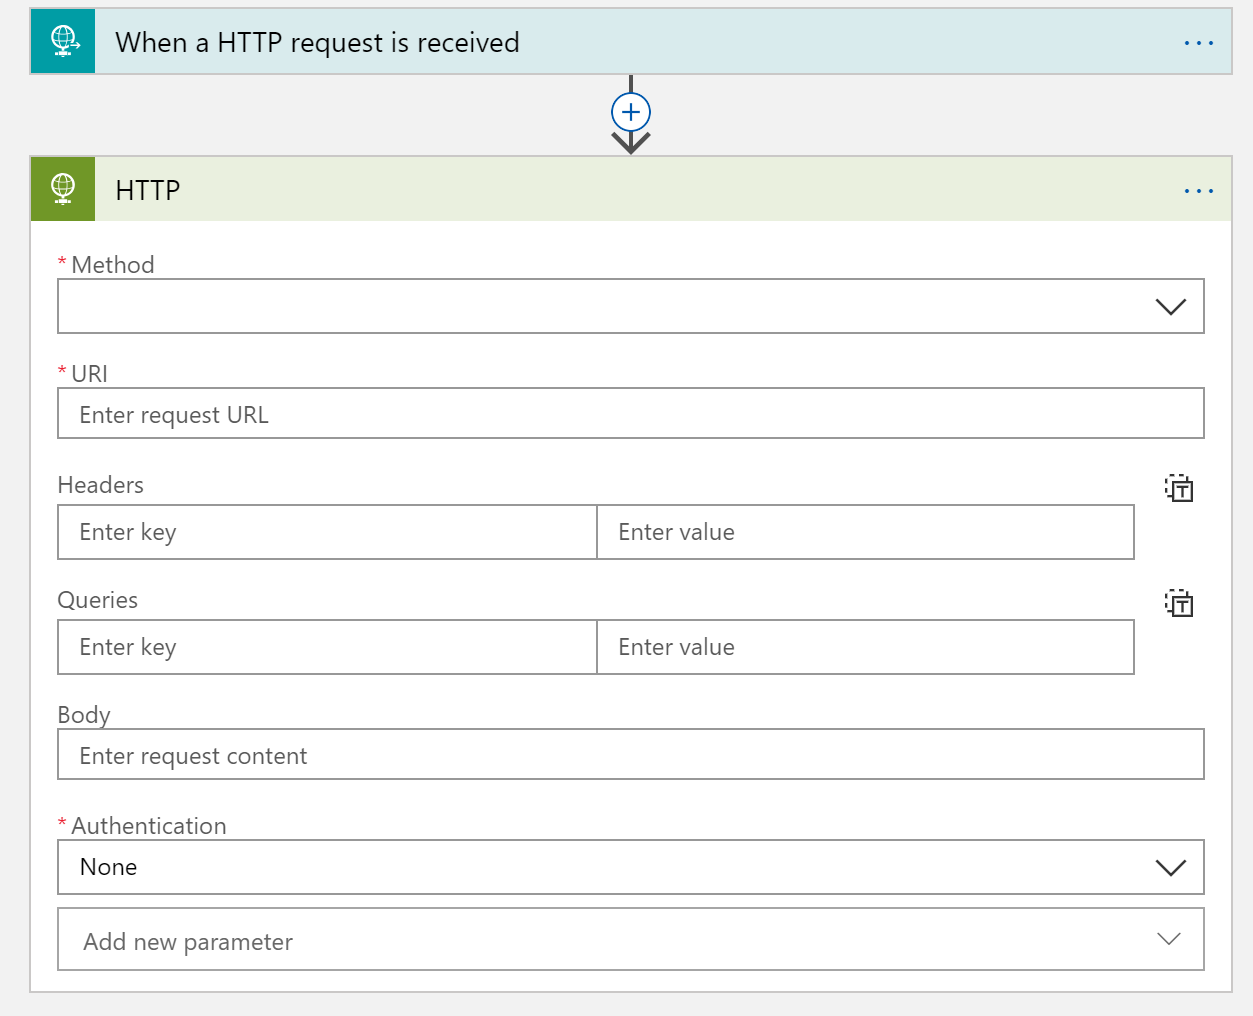 When a HTTP request is received
HTTP
* Method
* URI
Enter request URL
Headers
Enter key Enter value
Queries
Enter key Enter value
Body
Enter request content
* Authentication
None
Add new parameter